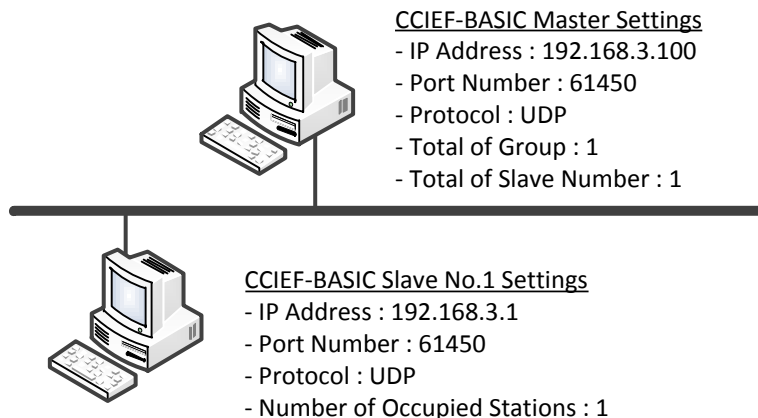 CCIEF-BASIC Master Settings
- IP Address : 192.168.3.100
- Port Number : 61450
- Protocol : UDP
- Total of Group : 1
- Total of Slave Number : 1
CCIEF-BASIC Slave No.1 Settings
- IP Address : 192.168.3.1
- Port Number : 61450
- Protocol : UDP
- Number of Occupied Stations : 1